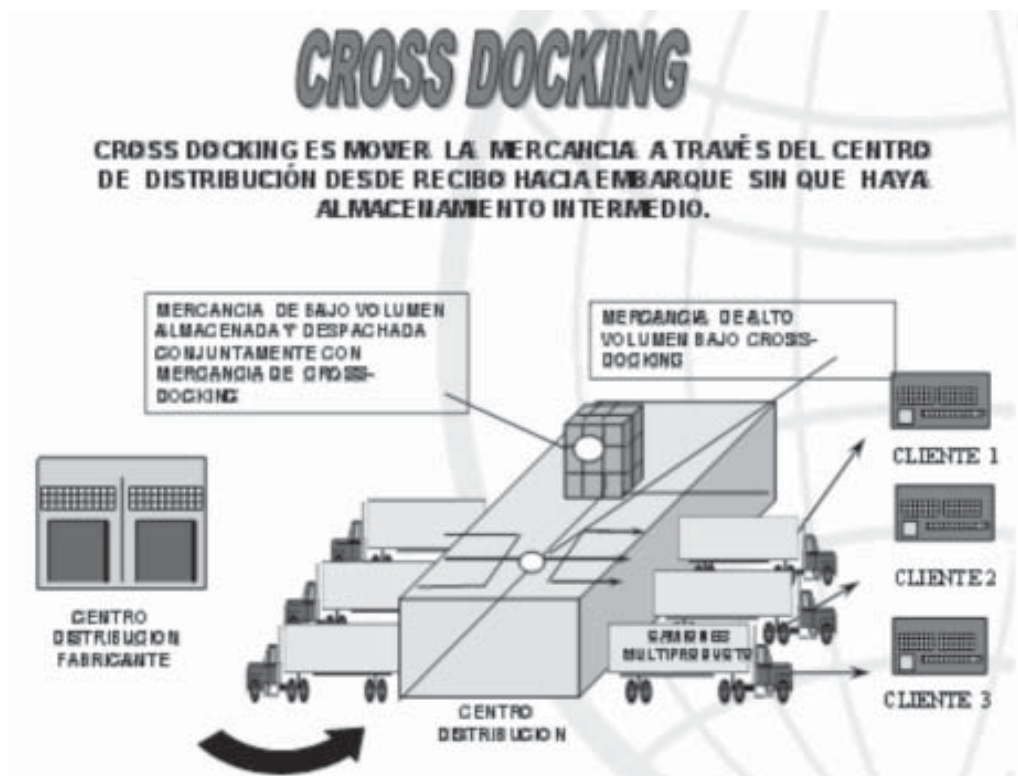 CROSS DOCKING
CROSS DOCKING ES MOVER LA MERCANCIA A TRAVÉS DEL CENTRO
DE DISTRIBUCIÓN DESDE RECIBO HACIA EMBARQUE SIN QUE HAYA
ALMACENAMIENTO INTERMEDIO.
MERCANCIA DE BAJO VOLUMEN
ALMACENADA Y DESPACHADA
CONJUNTAMENTE CON
MERCANCIA DE CROSS-
DOCKING
MERCANCIA DE ALTO
VOLUMEN BAJO CROSS-
DOCKING
CLIENTE 1
CLIENTE 2
CENTRO
DISTRIBUCION
FABRICANTE
CAMIONES
MULTIPRODUCTO
CLIENTE 3
CENTRO
DISTRIBUCION